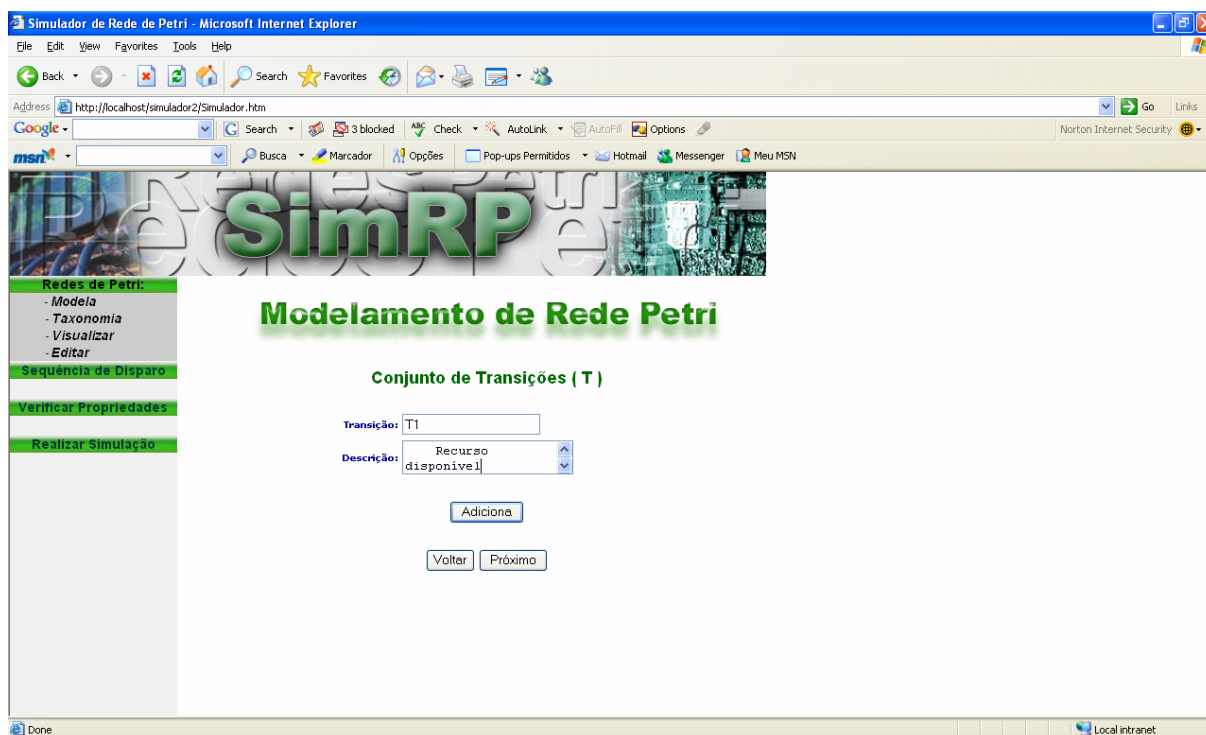 Simulador de Rede de Petri - Microsoft Internet Explorer
File Edit View Favorites Tools Help
Back Search Favorites
Address http://localhost/simulador2/Simulador.htm Go Links
Google Search 3 blocked ABC Check AutoLink AutoFill Options Norton Internet Security
msn Busca Marcador Opções Pop-ups Permitidos Hotmail Messenger Meu MSN
SimRP
Redes de Petri:
- Modela
- Taxonomia
- Visualizar
- Editar
Sequência de Disparo
Verificar Propriedades
Realizar Simulação
Modelamento de Rede Petri
Conjunto de Transições ( T )
Transição: T1
Descrição: Recurso
disponível
Adiciona
Voltar Próximo
Done Local intranet